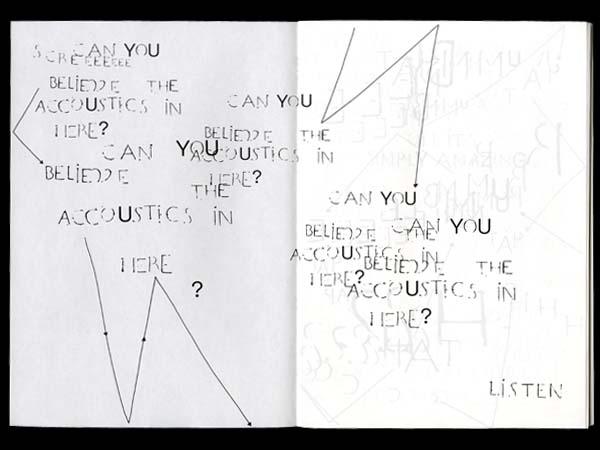 CAN YOU
SCREEEEEEE
BELIEVE THE
ACCOUSTICS IN
HERE?
CAN YOU
BELIEVE
THE
ACCOUSTICS IN
HERE
?
CAN YOU
BELIEVE THE
ACCOUSTICS IN
HERE?
CAN YOU
BELIEVE THE
ACCOUSTICS IN
HERE?
CAN YOU
BELIEVE THE
ACCOUSTICS IN
HERE?
LISTEN